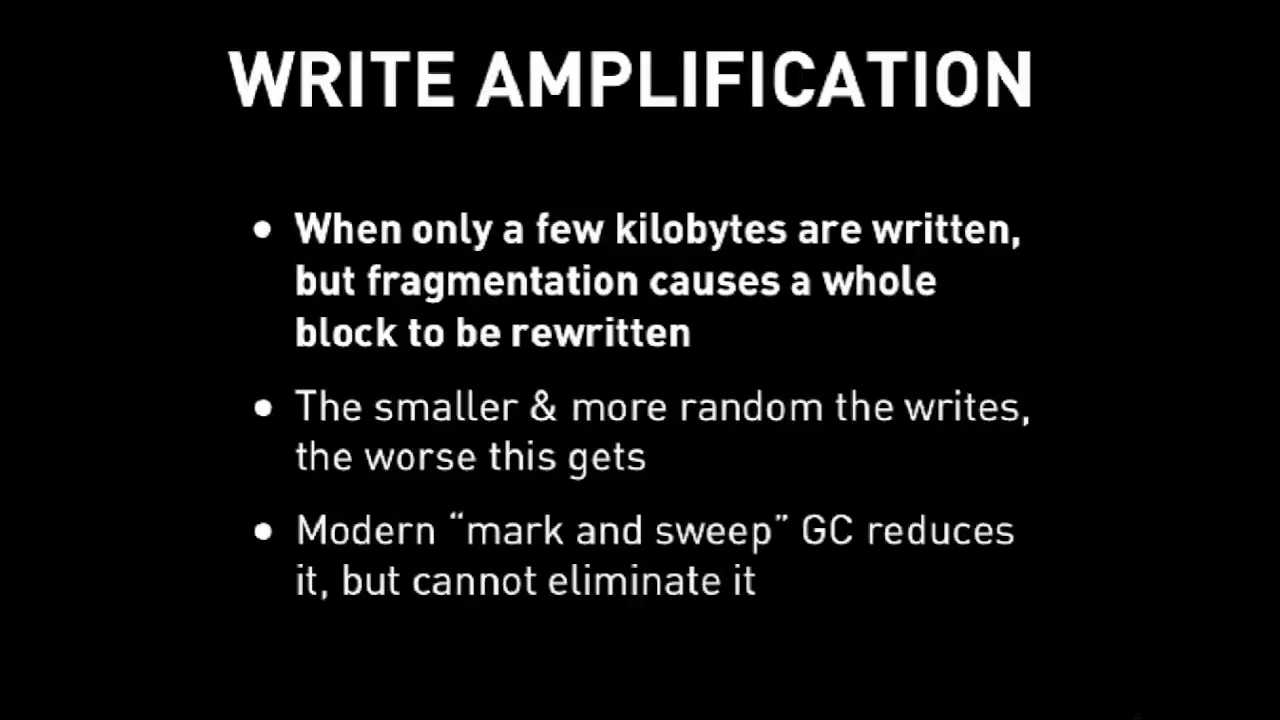 WRITE AMPLIFICATION
• When only a few kilobytes are written,
but fragmentation causes a whole
block to be rewritten
• The smaller & more random the writes,
the worse this gets
• Modern “mark and sweep” GC reduces
it, but cannot eliminate it